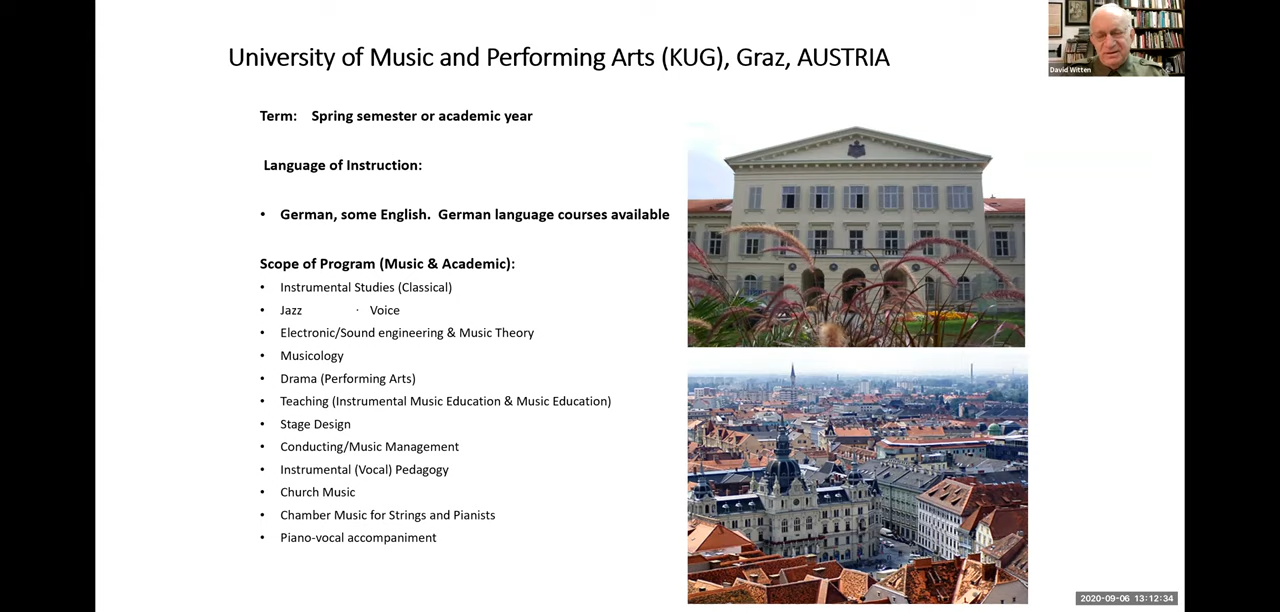 University of Music and Performing Arts (KUG), Graz, AUSTRIA
David Witten
Term: Spring semester or academic year
Language of Instruction:
• German, some English. German language courses available
Scope of Program (Music & Academic):
• Instrumental Studies (Classical)
• Jazz · Voice
• Electronic/Sound engineering & Music Theory
• Musicology
• Drama (Performing Arts)
• Teaching (Instrumental Music Education & Music Education)
• Stage Design
• Conducting/Music Management
• Instrumental (Vocal) Pedagogy
• Church Music
• Chamber Music for Strings and Pianists
• Piano-vocal accompaniment
2020-09-06 13:12:34